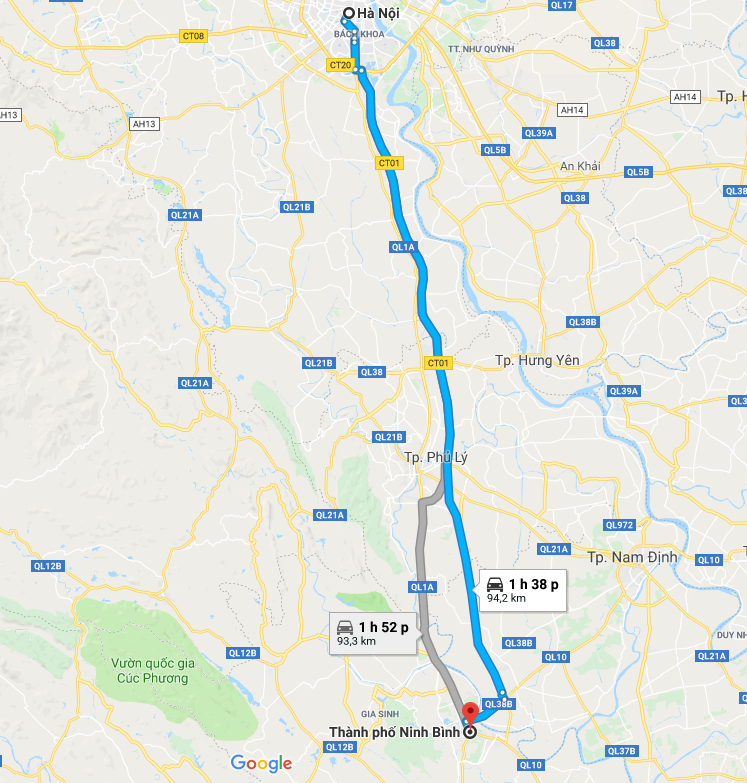 QL17
Hà Nội
BÁCH KHOA
CT08
QL38
TT. NHƯ QUỲNH
CT20
AH14
Tp. H
AH14
AH13
AH13
QL39A
QL5B
CT01
An Khải
QL5B
QL38
QL38
QL21B
QL21A
QL1A
QL38B
QL21B
CT01
Tp. Hưng Yên
QL38
QL21A
QL39A
QL3
QL21B
Tp. Phủ Lý
QL21A
QL972
QL21A
Tp. Nam Định
QL10
QL12B
1 h 38 p
94,2 km
QL1A
1 h 52 p
93,3 km
DUY NH
QL38B
QL12B
QL10
QL21A
Vườn quốc gia
Cúc Phương
QL38B
GIA SINH
Thành phố Ninh Bình
QL12B
QL37B
Google
QL10